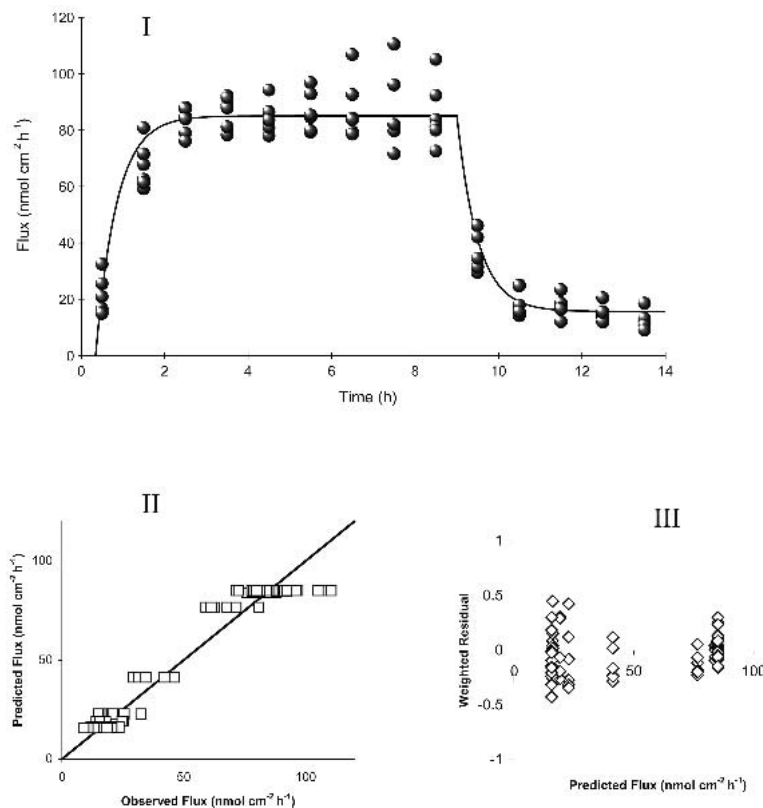 I
120
100
80
60
40
20
0
Flux (nmol cm⁻² h⁻¹)
0 2 4 6 8 10 12 14
Time (h)
II
100
50
0
Predicted Flux (nmol cm⁻² h⁻¹)
0 50 100
Observed Flux (nmol cm⁻² h⁻¹)
III
1
0.5
0
-0.5
-1
Weighted Residual
0 50 100
Predicted Flux (nmol cm⁻² h⁻¹)